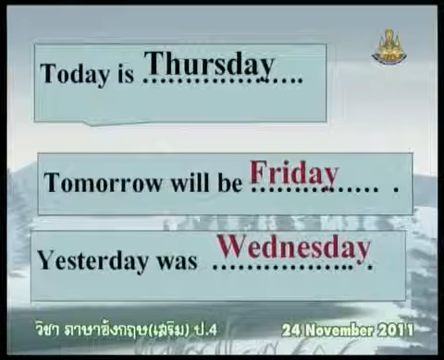 Today is Thursday
Tomorrow will be Friday .
Yesterday was Wednesday .
วิชา ภาษาอังกฤษ(เสริม) ป.4
24 November 2011